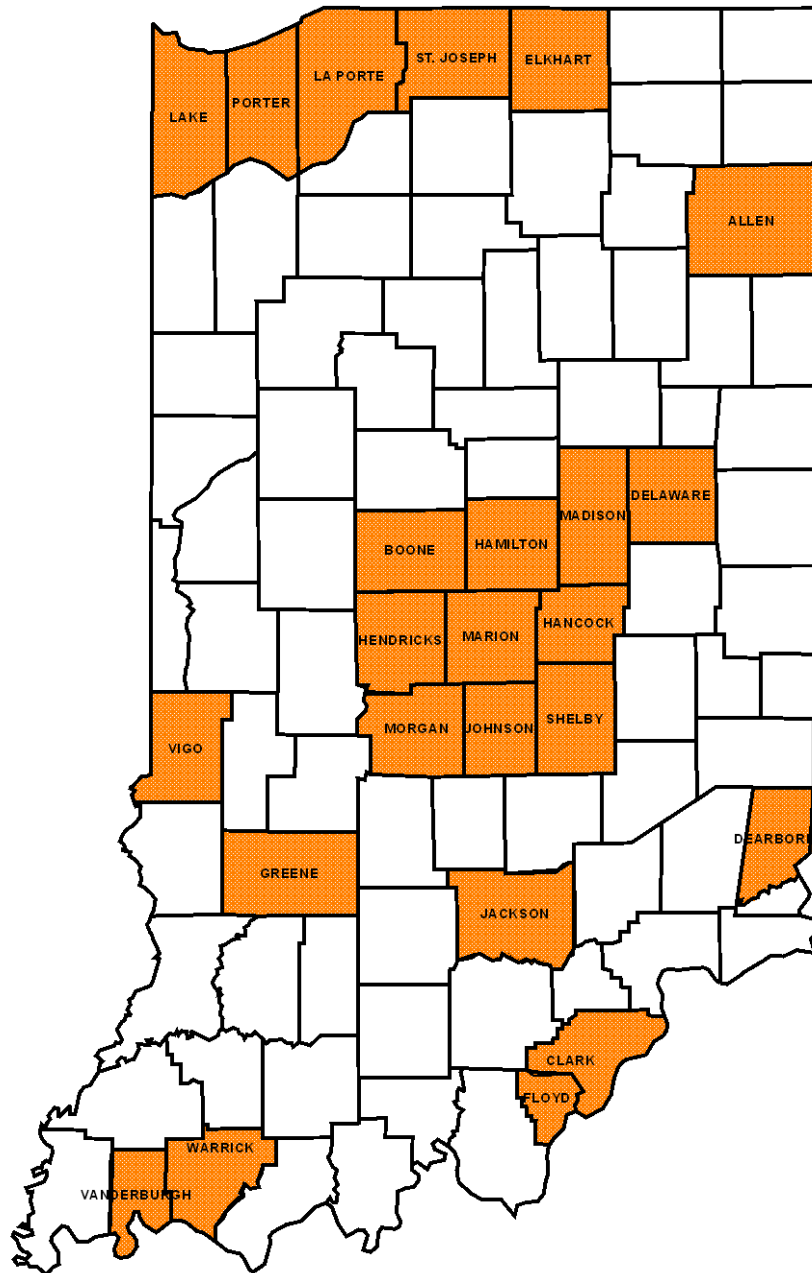 ST. JOSEPH
ELKHART
LA PORTE
PORTER
LAKE
ALLEN
DELAWARE
MADISON
HAMILTON
BOONE
HANCOCK
MARION
HENDRICKS
SHELBY
MORGAN
JOHNSON
VIGO
DEARBORN
GREENE
JACKSON
CLARK
FLOYD
WARRICK
VANDERBURGH